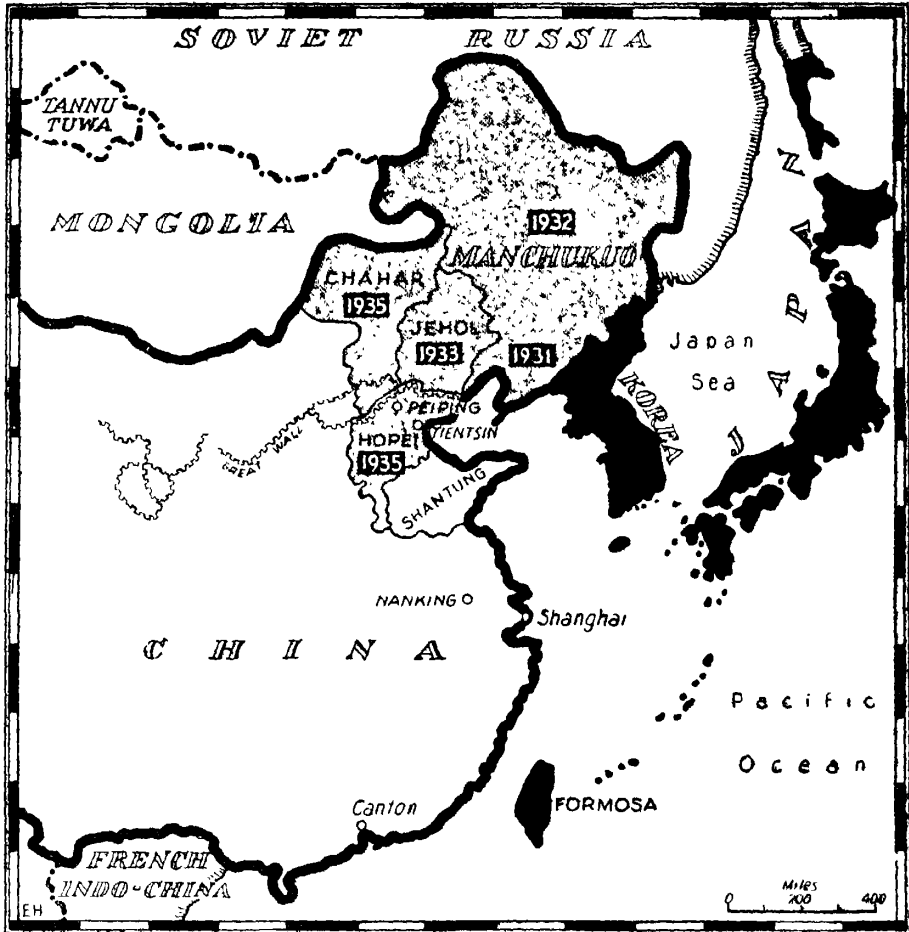 SOVIET RUSSIA
TANNU
TUWA
MONGOLIA
1932
MANCHUKUO
CHAHAR
1935
JEHOL
1933
1931
JAPAN
Japan
Sea
KOREA
PEIPING
TIENTSIN
HOPEI
1935
GREAT WALL
SHANTUNG
NANKING
Shanghai
CHINA
Pacific
Ocean
Canton
FORMOSA
FRENCH
INDO-CHINA
EH
Miles
0 200 400